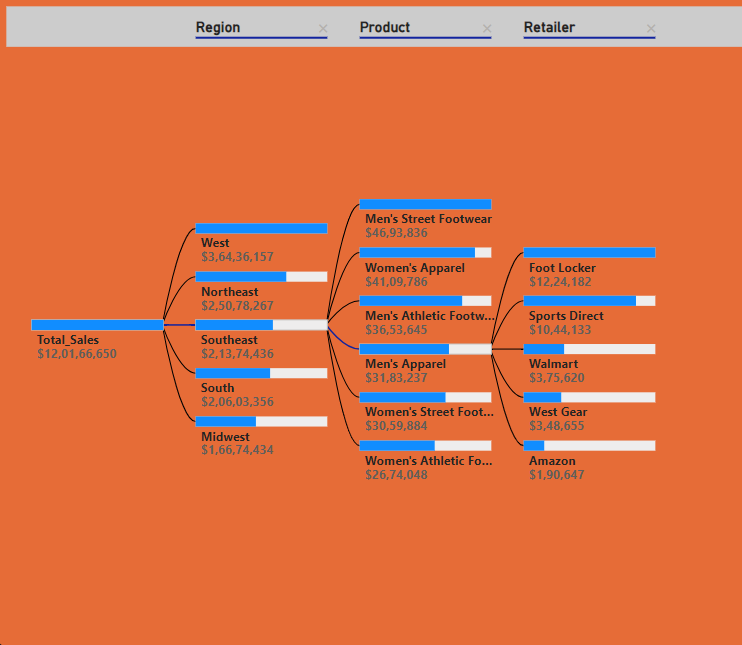 Region
Product
Retailer
Total_Sales
$12,01,66,650
West
$3,64,36,157
Northeast
$2,50,78,267
Southeast
$2,13,74,436
South
$2,06,03,356
Midwest
$1,66,74,434
Men's Street Footwear
$46,93,836
Women's Apparel
$41,09,786
Men's Athletic Footw...
$36,53,645
Men's Apparel
$31,83,237
Women's Street Foot...
$30,59,884
Women's Athletic Fo...
$26,74,048
Foot Locker
$12,24,182
Sports Direct
$10,44,133
Walmart
$3,75,620
West Gear
$3,48,655
Amazon
$1,90,647